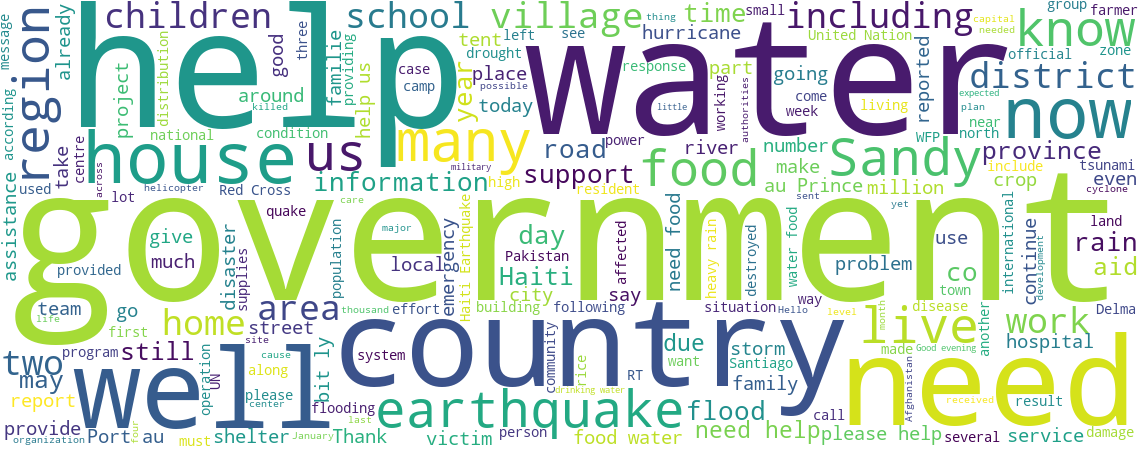 help
water
government
country
need
well
house
many
us
food
Sandy
now
know
region
children
school
village
time
including
district
earthquake
area
live
home
work
road
support
information
province
rain
aid
two
may
still
day
Haiti
co
due
flood
year
message
according
assistance
already
project
distribution
good
three
familie
providing
help us
tent
drought
left
see
hurricane
small
thing
United Nation
capital
needed
group
farmer
official
zone
case
camp
place
response
part
going
reported
around
killed
today
possible
little
working
authorities
come
week
living
WFP
expected
plan
near
north
national
condition
take
centre
used
across
lot
helicopter
Red Cross
military
high
resident
river
power
number
make
au Prince
million
sent
yet
include
crop
tsunami
even
cyclone
land
international
continue
development
quake
care
major
population
give
much
provided
disaster
supplies
team
go
first
local
emergency
Haiti Earthquake
Pakistan
city
say
affected
need food
heavy rain
destroyed
Water food
problem
use
town
building
effort
thousand
following
situation
Hello
way
level
month
disease
made
Good evening
another
hospital
Delma
life
street
site
program
report
cause
along
operation
UN
please
center
bit ly
system
community
rice
drinking water
RT
want
storm
Santiago
family
call
Afghanistan
received
result
provide
organization
Port au
four
must
shelter
January
flooding
last
Thank
victim
person
food water
need help
please help
several
service
damage